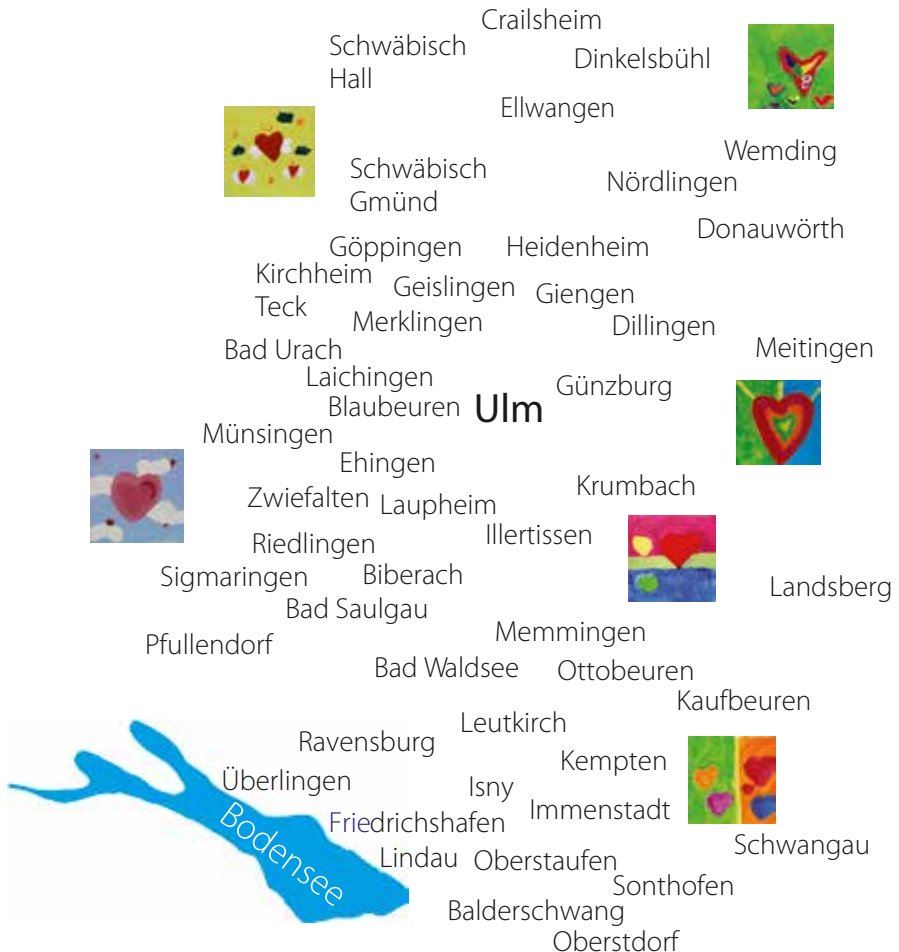 Crailsheim
Schwäbisch
Hall
Dinkelsbühl
Ellwangen
Wemding
Schwäbisch
Gmünd
Nördlingen
Donauwörth
Göppingen
Heidenheim
Kirchheim
Teck
Geislingen
Giengen
Merklingen
Dillingen
Bad Urach
Meitingen
Laichingen
Günzburg
Blaubeuren
Ulm
Münsingen
Ehingen
Krumbach
Zwiefalten
Laupheim
Illertissen
Riedlingen
Sigmaringen
Biberach
Landsberg
Bad Saulgau
Memmingen
Pfullendorf
Bad Waldsee
Ottobeuren
Kaufbeuren
Leutkirch
Ravensburg
Kempten
Überlingen
Isny
Immenstadt
Friedrichshafen
Bodensee
Schwangau
Lindau
Oberstaufen
Sonthofen
Balderschwang
Oberstdorf